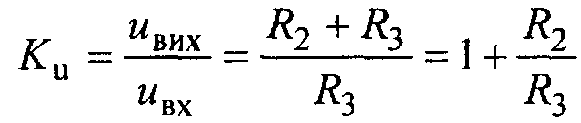 K_u = u_вих / u_вх = (R_2 + R_3) / R_3 = 1 + R_2 / R_3